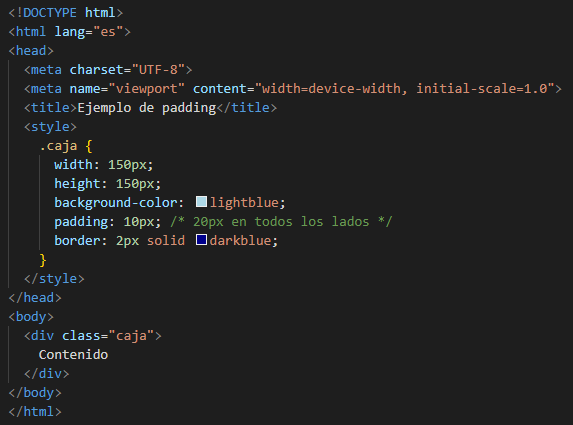 <!DOCTYPE html>
<html lang="es">
<head>
  <meta charset="UTF-8">
  <meta name="viewport" content="width=device-width, initial-scale=1.0">
  <title>Ejemplo de padding</title>
  <style>
    .caja {
      width: 150px;
      height: 150px;
      background-color: lightblue;
      padding: 10px; /* 20px en todos los lados */
      border: 2px solid darkblue;
    }
  </style>
</head>
<body>
  <div class="caja">
    Contenido
  </div>
</body>
</html>